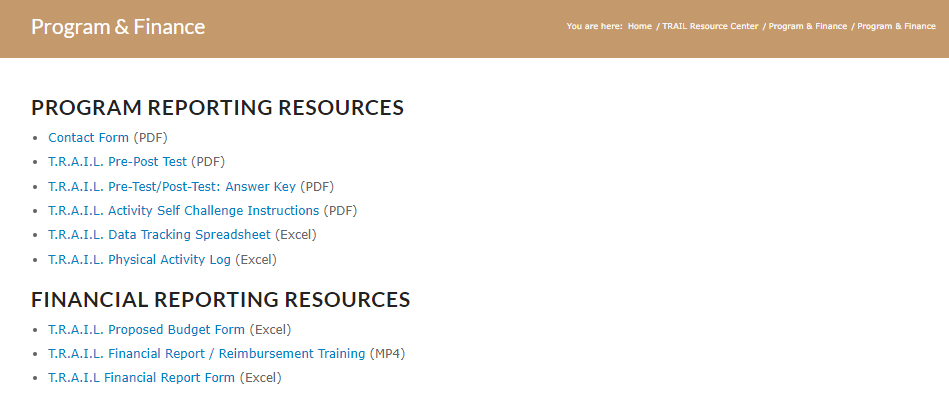 Program & Finance
You are here: Home / TRAIL Resource Center / Program & Finance / Program & Finance
PROGRAM REPORTING RESOURCES
• Contact Form (PDF)
• T.R.A.I.L. Pre-Post Test (PDF)
• T.R.A.I.L. Pre-Test/Post-Test: Answer Key (PDF)
• T.R.A.I.L. Activity Self Challenge Instructions (PDF)
• T.R.A.I.L. Data Tracking Spreadsheet (Excel)
• T.R.A.I.L. Physical Activity Log (Excel)
FINANCIAL REPORTING RESOURCES
• T.R.A.I.L. Proposed Budget Form (Excel)
• T.R.A.I.L. Financial Report / Reimbursement Training (MP4)
• T.R.A.I.L Financial Report Form (Excel)